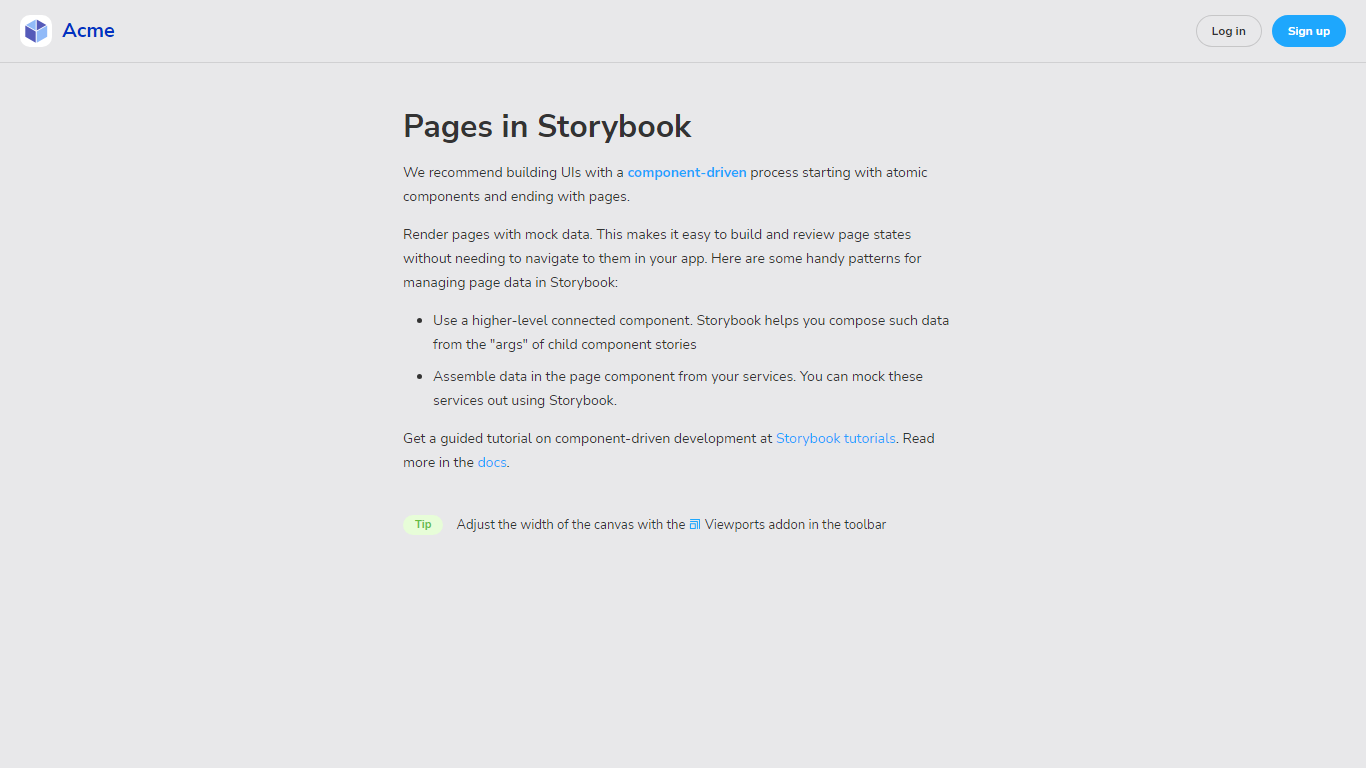 Acme
Log in
Sign up
Pages in Storybook
We recommend building UIs with a component-driven process starting with atomic
components and ending with pages.
Render pages with mock data. This makes it easy to build and review page states
without needing to navigate to them in your app. Here are some handy patterns for
managing page data in Storybook:
• Use a higher-level connected component. Storybook helps you compose such data
from the "args" of child component stories
• Assemble data in the page component from your services. You can mock these
services out using Storybook.
Get a guided tutorial on component-driven development at Storybook tutorials. Read
more in the docs.
Tip Adjust the width of the canvas with the Viewports addon in the toolbar